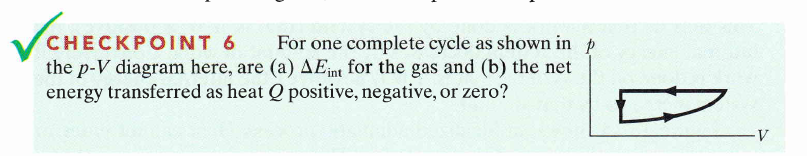 CHECKPOINT 6 For one complete cycle as shown in p
the p-V diagram here, are (a) ΔEint for the gas and (b) the net
energy transferred as heat Q positive, negative, or zero?
V